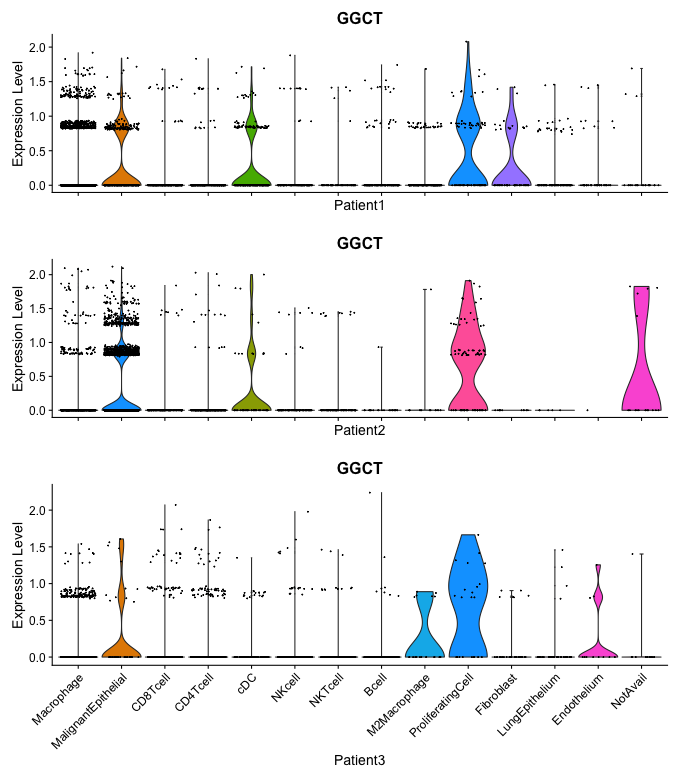 GGCT
Expression Level
2.0
1.5
1.0
0.5
0.0
Patient1
GGCT
Expression Level
2.0
1.5
1.0
0.5
0.0
Patient2
GGCT
Expression Level
2.0
1.5
1.0
0.5
0.0
Macrophage
MalignantEpithelial
CD8Tcell
CD4Tcell
cDC
NKcell
NKTcell
Bcell
M2Macrophage
ProliferatingCell
Fibroblast
LungEpithelium
Endothelium
NotAvail
Patient3